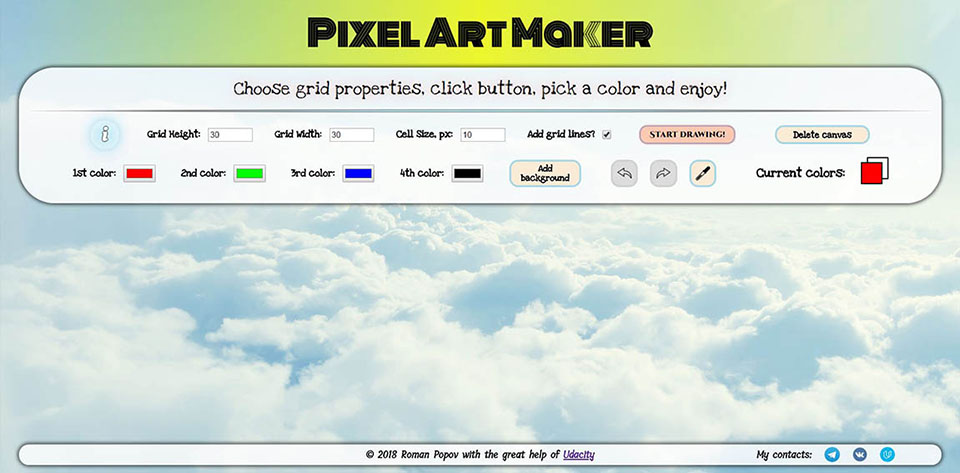 Pixel Art Maker
Choose grid properties, click button, pick a color and enjoy!
i Grid Height: 30 Grid Width: 30 Cell Size, px: 10 Add grid lines? START DRAWING! Delete canvas
1st color: 2nd color: 3rd color: 4th color: Add background Current colors:
© 2018 Roman Popov with the great help of Udacity My contacts: